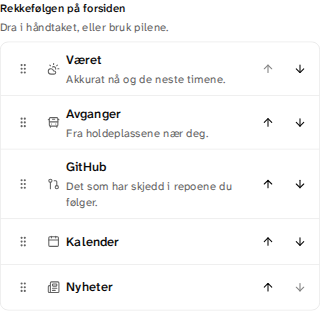 Rekkefølgen på forsiden
Dra i håndtaket, eller bruk pilene.
Været
Akkurat nå og de neste timene.
Avganger
Fra holdeplassene nær deg.
GitHub
Det som har skjedd i repoene du
følger.
Kalender
Nyheter